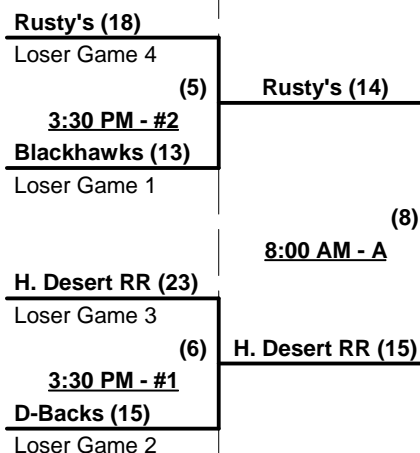 Rusty's (18)
Loser Game 4
(5)
Rusty's (14)
3:30 PM - #2
Blackhawks (13)
Loser Game 1
(8)
8:00 AM - A
H. Desert RR (23)
Loser Game 3
(6)
H. Desert RR (15)
3:30 PM - #1
D-Backs (15)
Loser Game 2